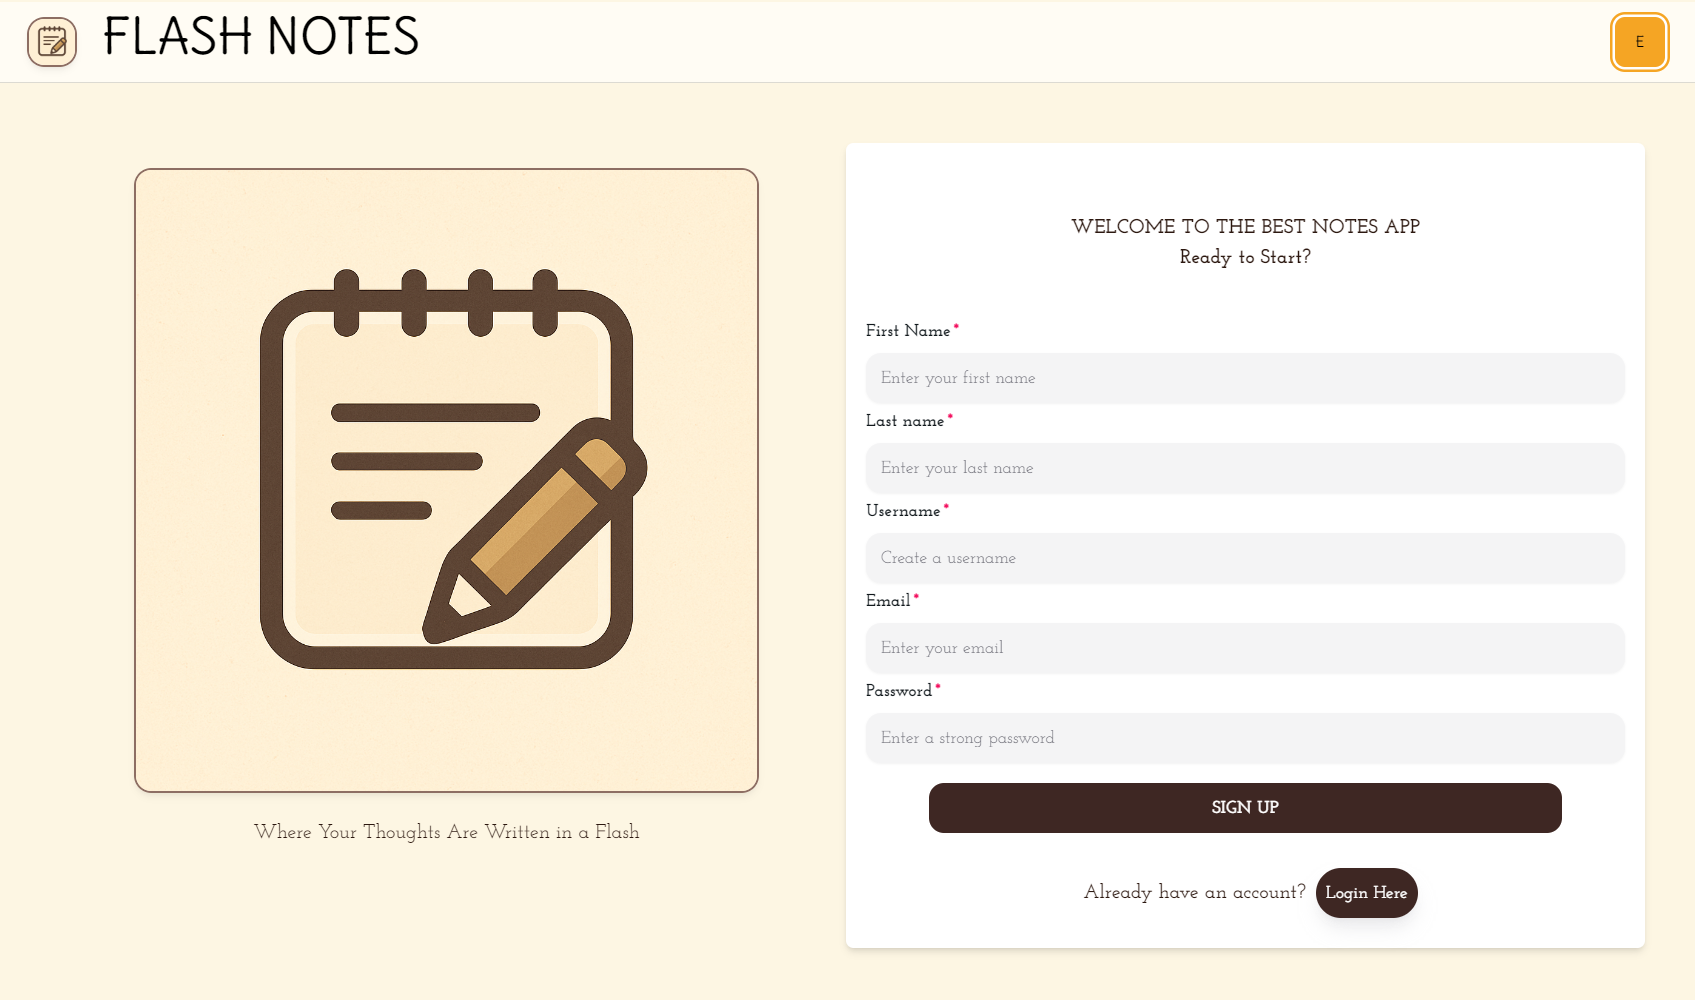 FLASH NOTES
E
Where Your Thoughts Are Written in a Flash
WELCOME TO THE BEST NOTES APP
Ready to Start?
First Name*
Enter your first name
Last name*
Enter your last name
Username*
Create a username
Email*
Enter your email
Password*
Enter a strong password
SIGN UP
Already have an account? Login Here